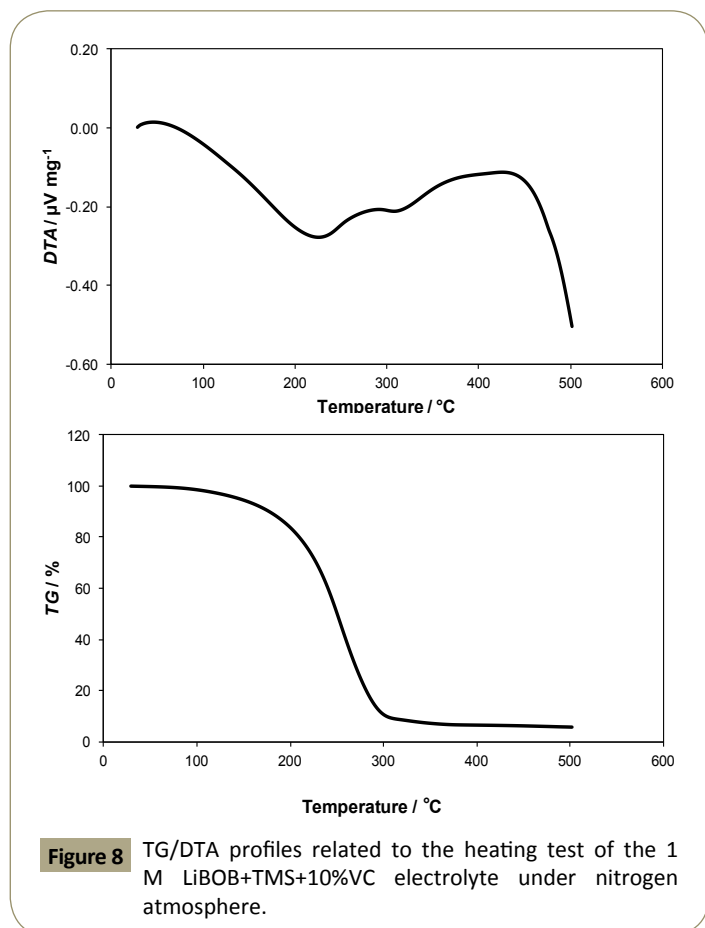 0.20
0.00
-0.20
-0.40
-0.60
DTA / µV mg⁻¹
0 100 200 300 400 500 600
Temperature / °C
120
100
80
60
40
20
0
TG / %
0 100 200 300 400 500 600
Temperature / °C
Figure 8 TG/DTA profiles related to the heating test of the 1
M LiBOB+TMS+10%VC electrolyte under nitrogen
atmosphere.